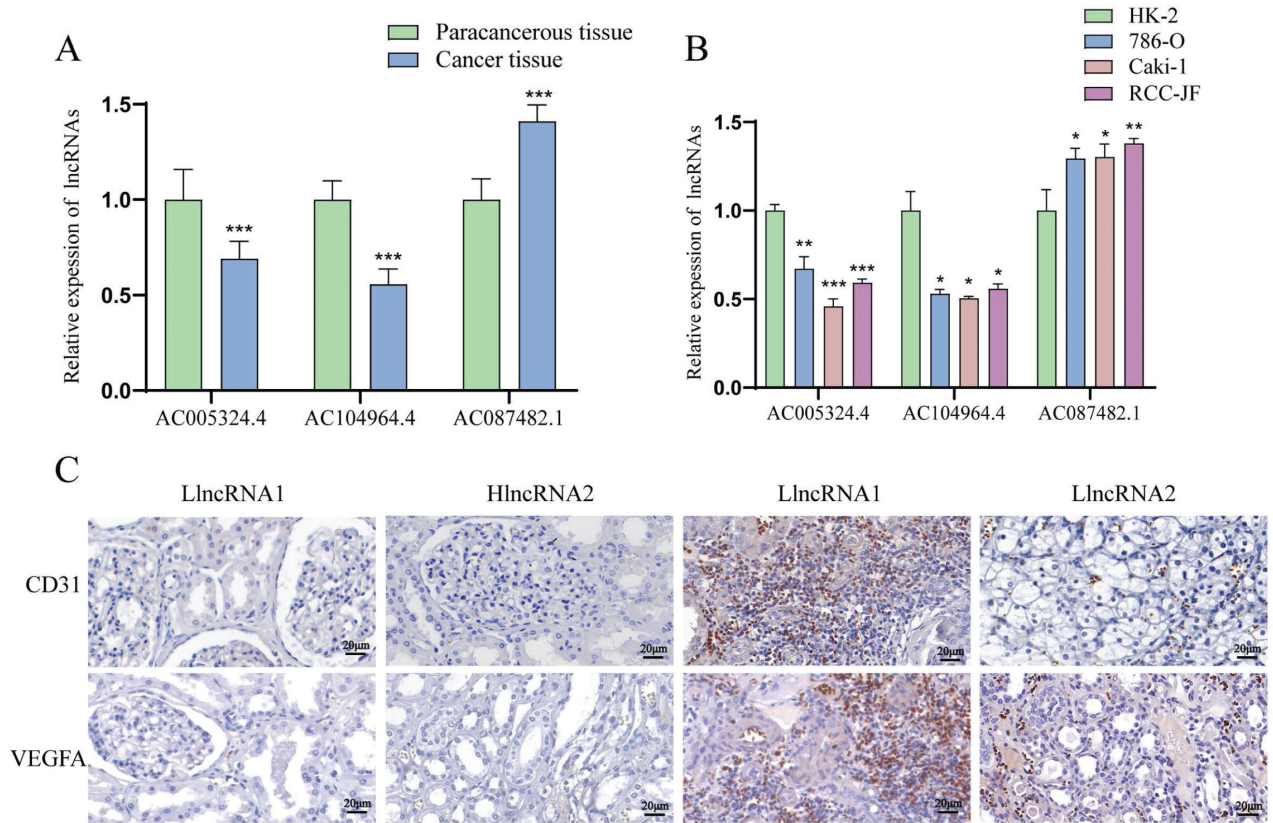 A
Paracancerous tissue
Cancer tissue
Relative expession of lncRNAs
1.5
1.0
0.5
0.0
***
***
***
AC005324.4 AC104964.4 AC087482.1
B
HK-2
786-O
Caki-1
RCC-JF
Relative expession of lncRNAs
1.5
1.0
0.5
0.0
** *** ***
* * *
* * **
AC005324.4 AC104964.4 AC087482.1
C
LlncRNA1 HlncRNA2 LlncRNA1 LlncRNA2
CD31
20μm 20μm 20μm 20μm
VEGFA
20μm 20μm 20μm 20μm